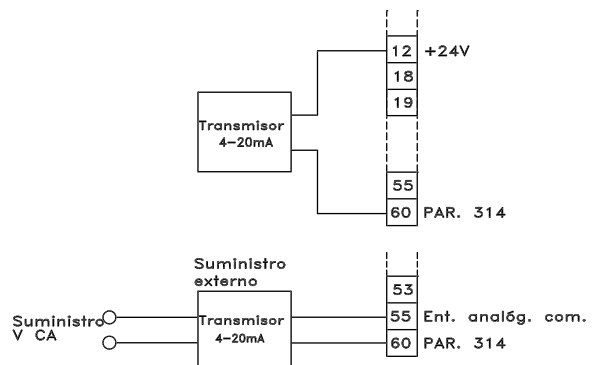 12 +24V
18
19
Transmisor
4-20mA
55
60 PAR. 314
Suministro
externo
53
Suministro
V CA
Transmisor
4-20mA
55 Ent. analóg. com.
60 PAR. 314